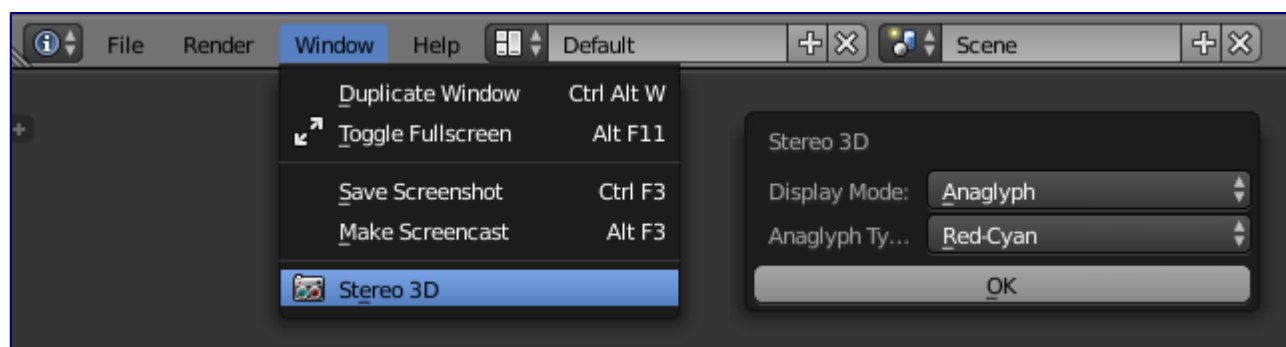 File Render Window Help Default Scene
Duplicate Window Ctrl Alt W
Toggle Fullscreen Alt F11
Save Screenshot Ctrl F3
Make Screencast Alt F3
Stereo 3D
Stereo 3D
Display Mode: Anaglyph
Anaglyph Ty... Red-Cyan
OK